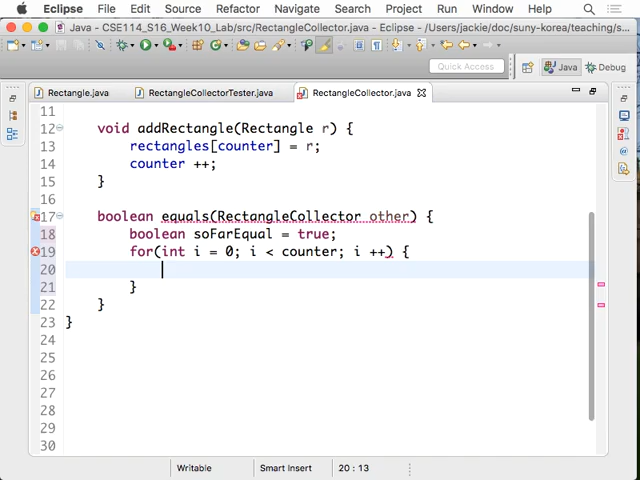 Eclipse File Edit Source Refactor Navigate Search Project Run Window Help
Java - CSE114_S16_Week10_Lab/src/RectangleCollector.java - Eclipse - /Users/jackie/doc/suny-korea/teaching/s
Quick Access Java Debug
Rectangle.java RectangleCollectorTester.java RectangleCollector.java
11
12 void addRectangle(Rectangle r) {
13 rectangles[counter] = r;
14 counter ++;
15 }
16
17 boolean equals(RectangleCollector other) {
18 boolean soFarEqual = true;
19 for(int i = 0; i < counter; i ++) {
20
21 }
22 }
23 }
24
25
26
27
28
29
30
Writable Smart Insert 20 : 13